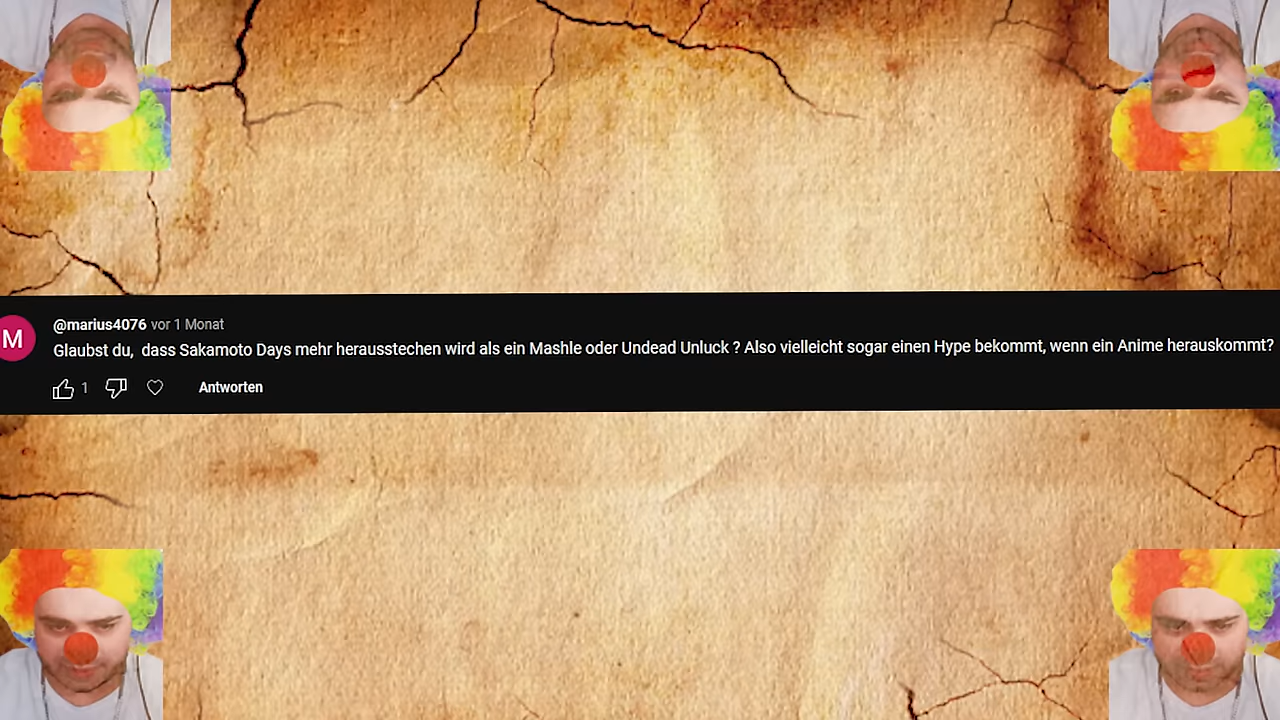 M
@marius4076 vor 1 Monat
Glaubst du, dass Sakamoto Days mehr herausstechen wird als ein Mashle oder Undead Unluck ? Also vielleicht sogar einen Hype bekommt, wenn ein Anime herauskommt?
1 Antworten